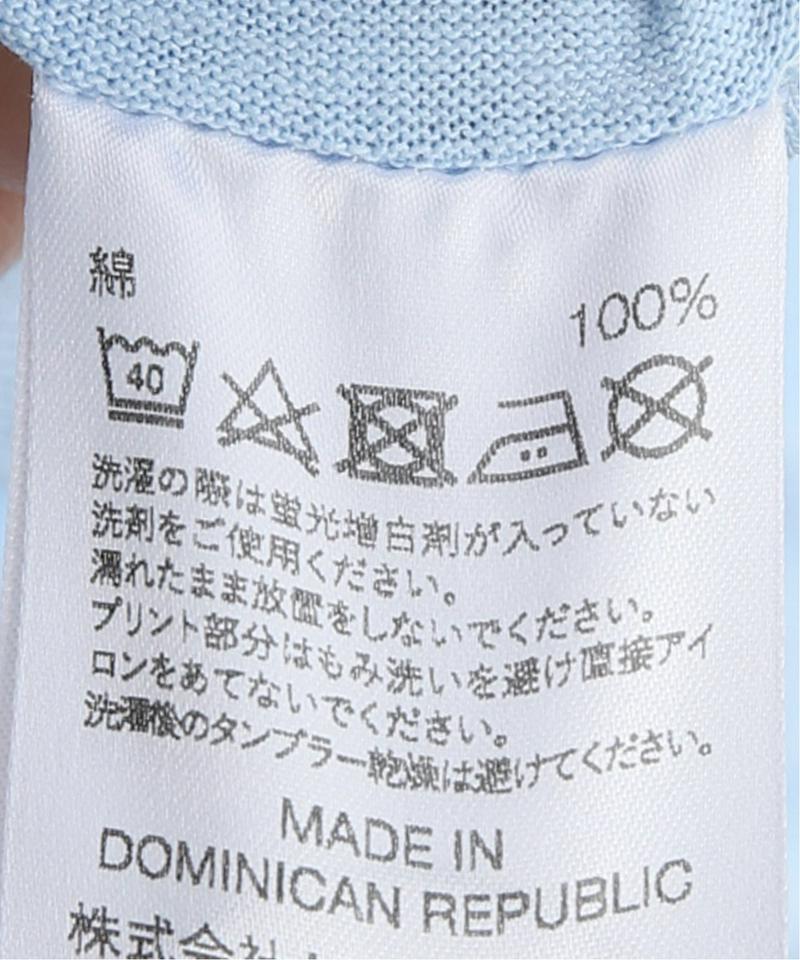 綿
100%
40
洗濯の際は蛍光増白剤が入っていない
洗剤をご使用ください。
濡れたまま放置をしないでください。
プリント部分はもみ洗いを避け直接アイ
ロンをあてないでください。
洗濯後のタンブラー乾燥は避けてください。
MADE IN
DOMINICAN REPUBLIC
株式会社